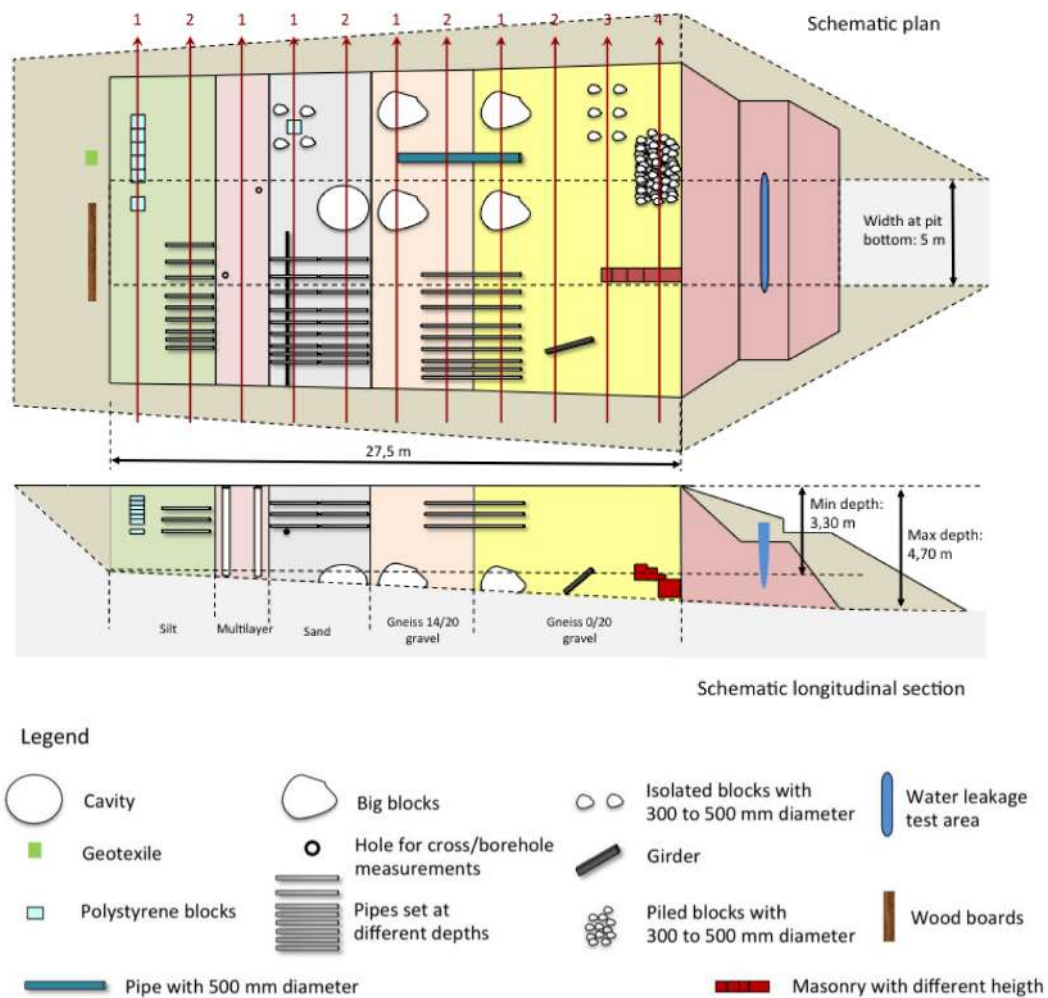 Schematic plan
1 2 1 1 2 1 2 1 2 3 4
Width at pit
bottom: 5 m
27,5 m
Min depth:
3,30 m
Max depth:
4,70 m
Silt
Multilayer
Sand
Gneiss 14/20
gravel
Gneiss 0/20
gravel
Schematic longitudinal section
Legend
Cavity
Big blocks
Isolated blocks with
300 to 500 mm diameter
Water leakage
test area
Geotexile
Hole for cross/borehole
measurements
Girder
Polystyrene blocks
Pipes set at
different depths
Piled blocks with
300 to 500 mm diameter
Wood boards
Pipe with 500 mm diameter
Masonry with different heigth